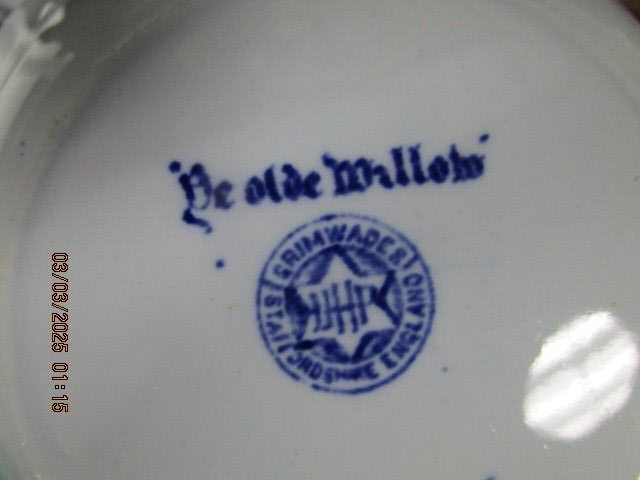 "Ye olde Willow"
GRIMWADES
STAFFORDSHIRE ENGLAND
03/03/2025 01:15